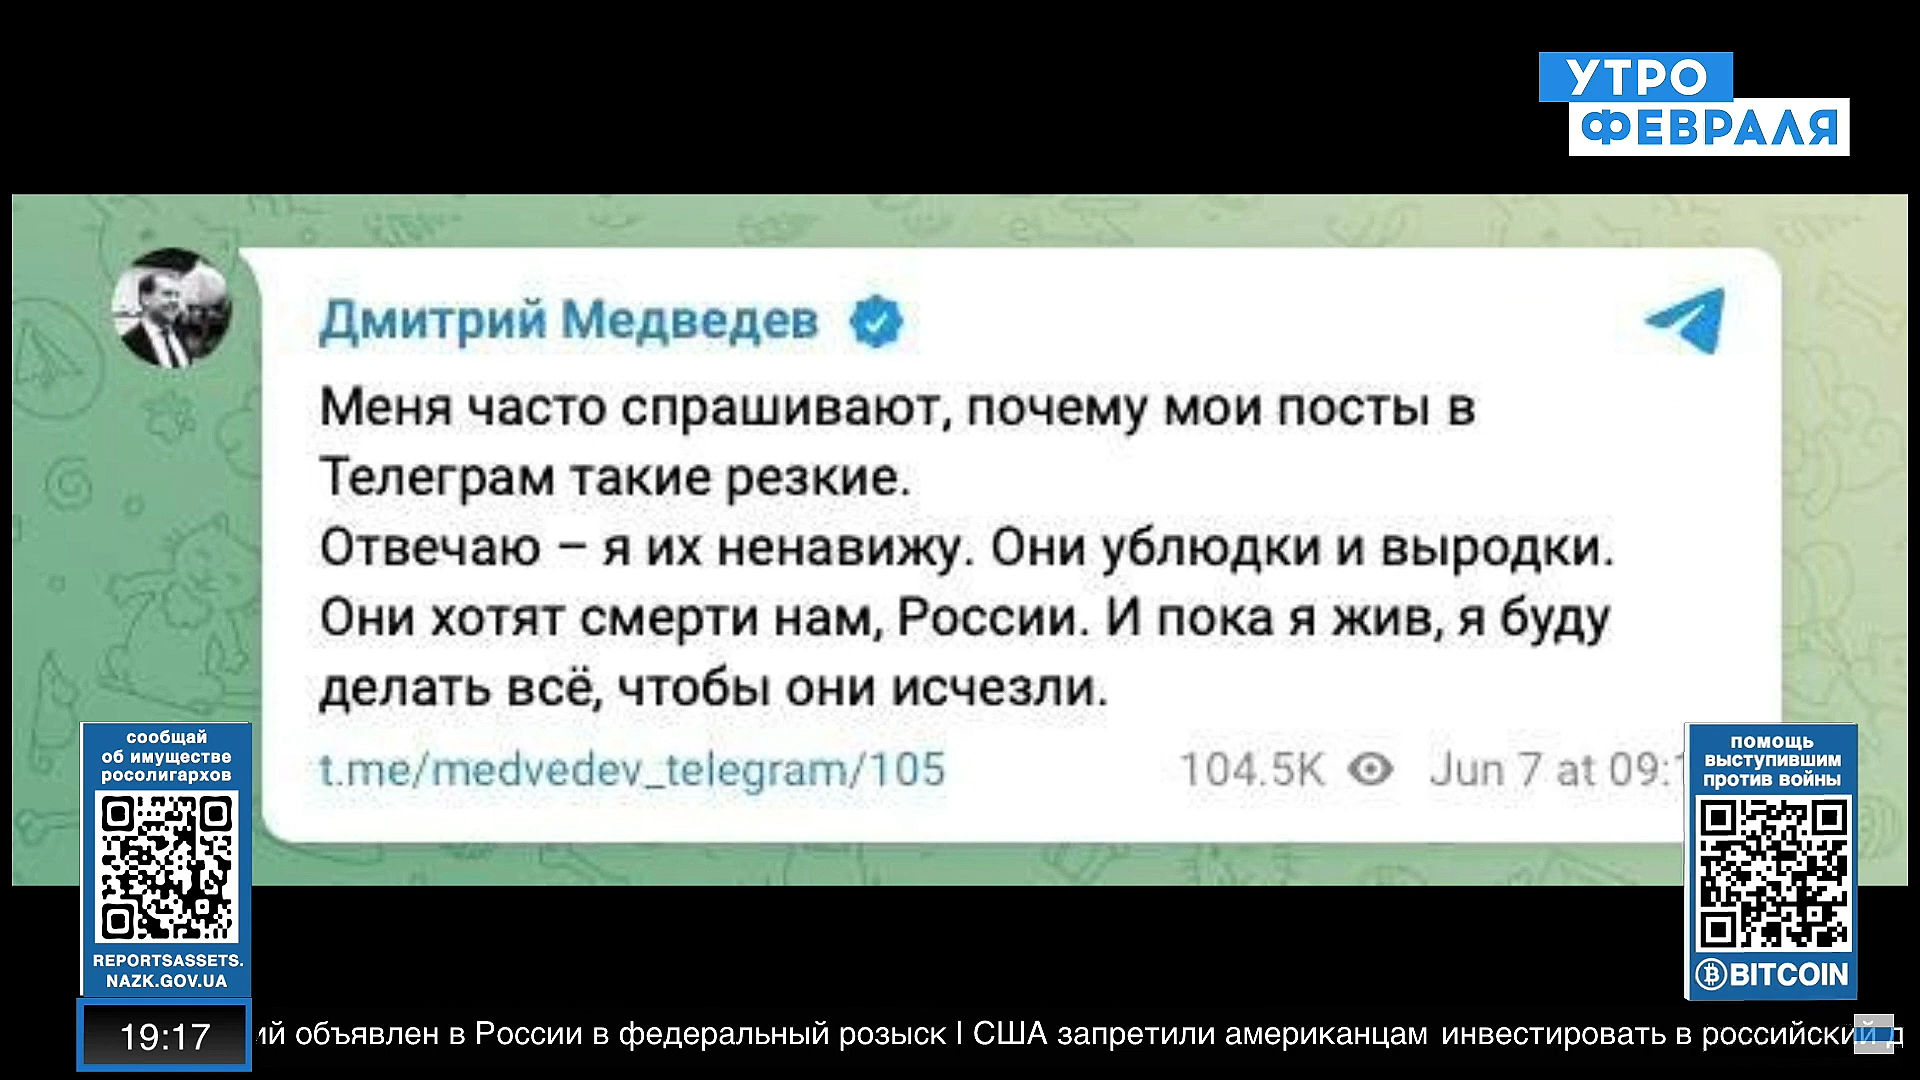 УТРО
ФЕВРАЛЯ
Дмитрий Медведев
Меня часто спрашивают, почему мои посты в
Телеграм такие резкие.
Отвечаю – я их ненавижу. Они ублюдки и выродки.
Они хотят смерти нам, России. И пока я жив, я буду
делать всё, чтобы они исчезли.
t.me/medvedev_telegram/105
104.5K Jun 7 at 09:
сообщай
об имуществе
росолигархов
REPORTSASSETS.
NAZK.GOV.UA
помощь
выступившим
против войны
BITCOIN
19:17
ий объявлен в России в федеральный розыск | США запретили американцам инвестировать в российский